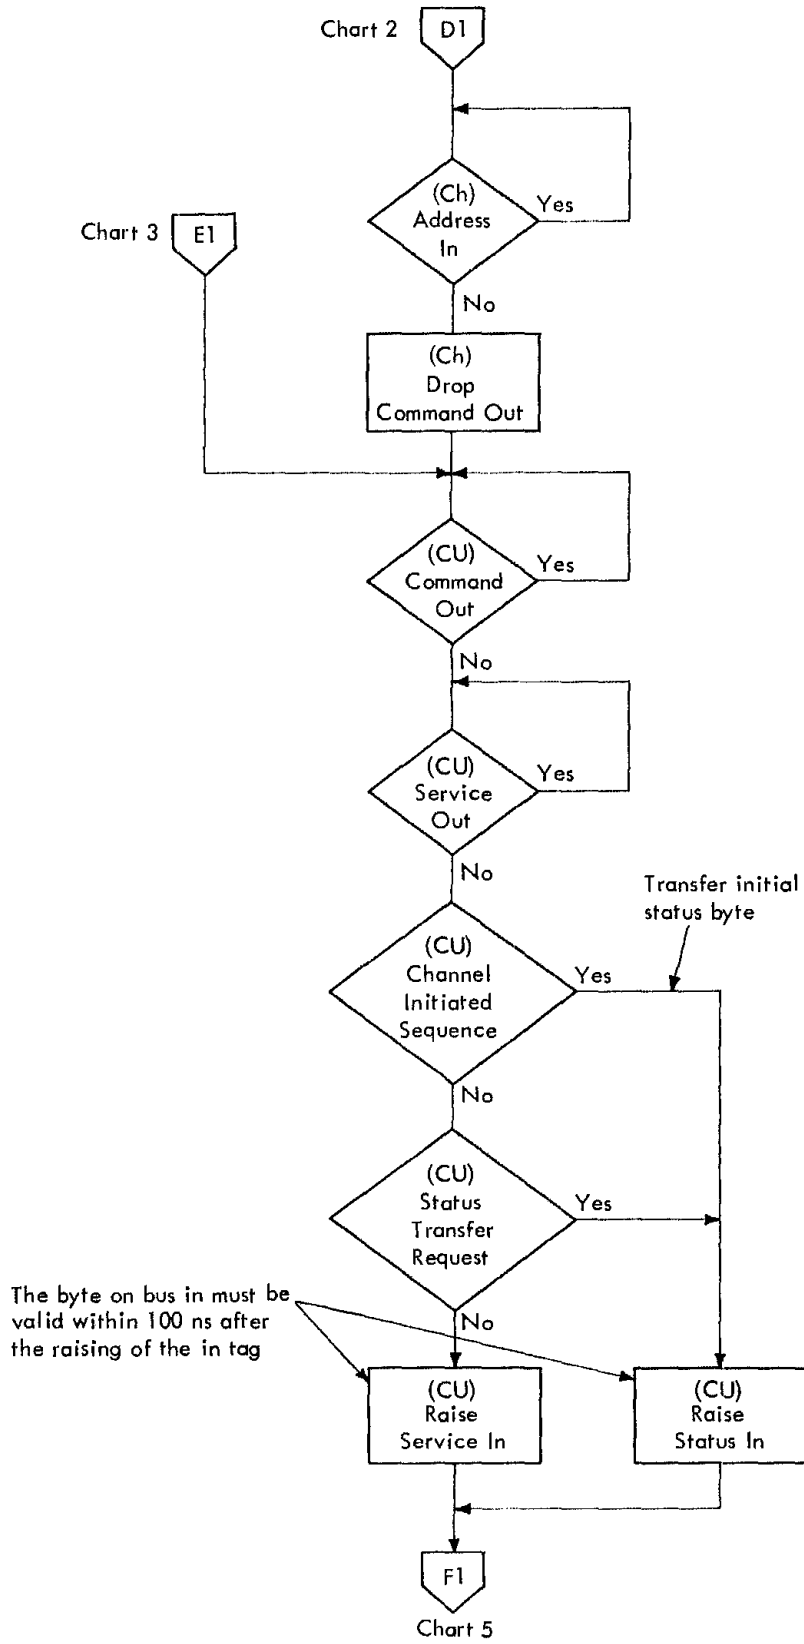 Chart 2
D1
(Ch)
Address
In
Yes
No
Chart 3
E1
(Ch)
Drop
Command Out
(CU)
Command
Out
Yes
No
(CU)
Service
Out
Yes
No
Transfer initial
status byte
(CU)
Channel
Initiated
Sequence
Yes
No
(CU)
Status
Transfer
Request
Yes
No
The byte on bus in must be
valid within 100 ns after
the raising of the in tag
(CU)
Raise
Service In
(CU)
Raise
Status In
F1
Chart 5